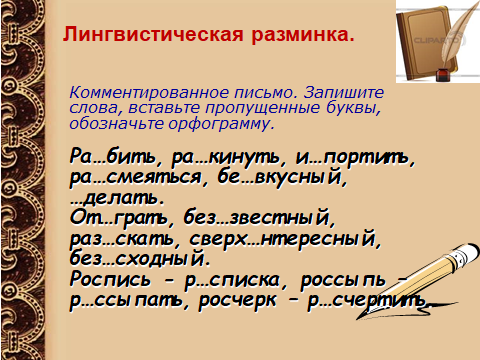 Лингвистическая разминка.
CLIPARTO
Комментированное письмо. Запишите
слова, вставьте пропущенные буквы,
обозначьте орфограмму.
Ра…бить, ра…кинуть, и…портить,
ра…смеяться, бе…вкусный,
…делать.
От…грать, без…звестный,
раз…скать, сверх…нтересный,
без…сходный.
Роспись – р…списка, россыпь –
р…ссыпать, росчерк – р…счертить.